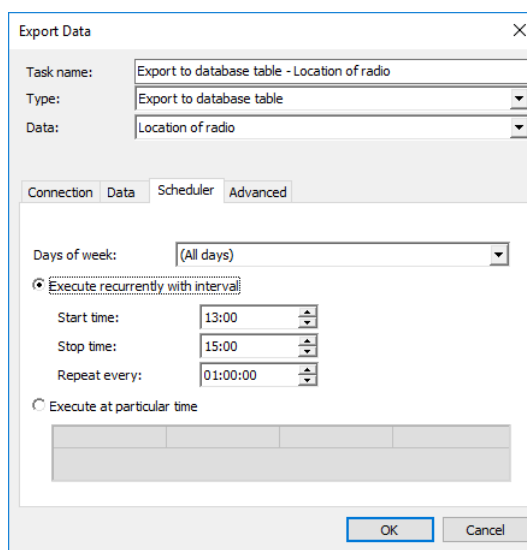 Export Data
Task name: Export to database table - Location of radio
Type: Export to database table
Data: Location of radio
Connection Data Scheduler Advanced
Days of week: (All days)
Execute recurrently with interval
Start time: 13:00
Stop time: 15:00
Repeat every: 01:00:00
Execute at particular time
OK Cancel